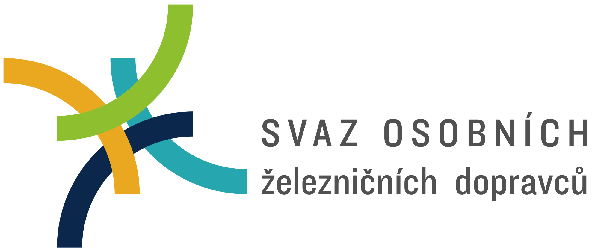 SVAZ OSOBNÍCH
železničních dopravců